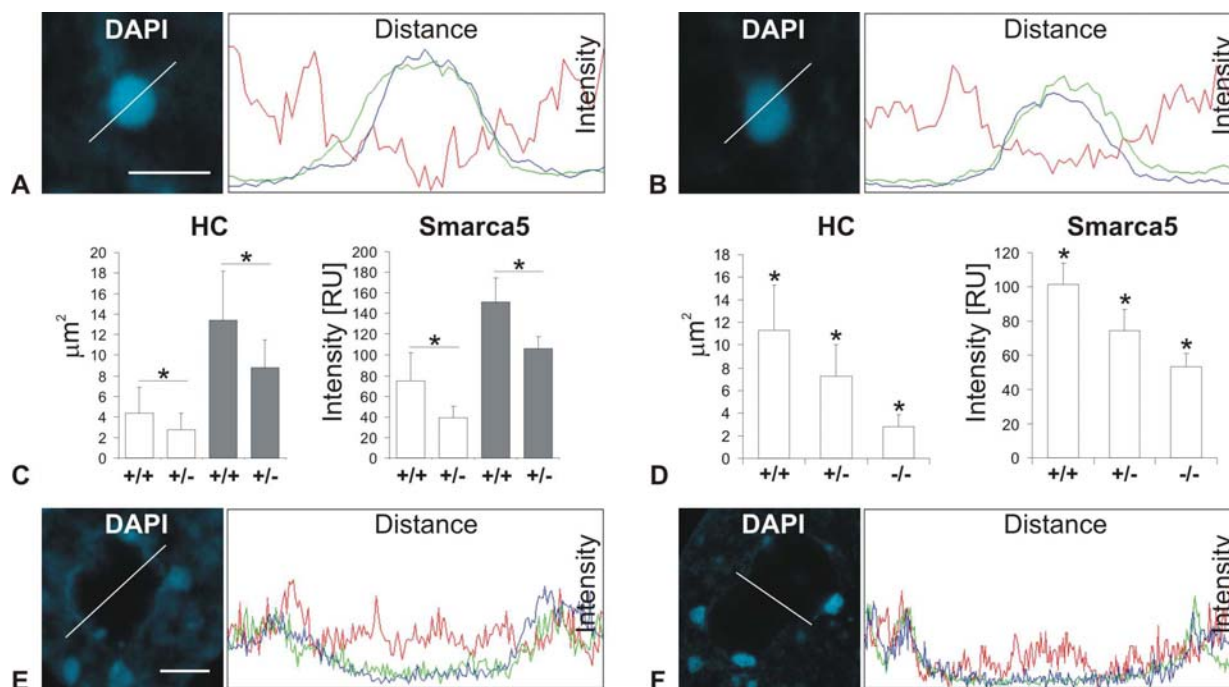 DAPI
Distance
Intensity
A
DAPI
Distance
Intensity
B
HC
µm²
20
18
16
14
12
10
8
6
4
2
0
*
*
+/+ +/- +/+ +/-
C
Smarca5
Intensity [RU]
200
180
160
140
120
100
80
60
40
20
0
*
*
+/+ +/- +/+ +/-
HC
µm²
18
16
14
12
10
8
6
4
2
0
*
*
*
+/+ +/- -/-
D
Smarca5
Intensity [RU]
120
100
80
60
40
20
0
*
*
*
+/+ +/- -/-
DAPI
Distance
Intensity
E
DAPI
Distance
Intensity
F